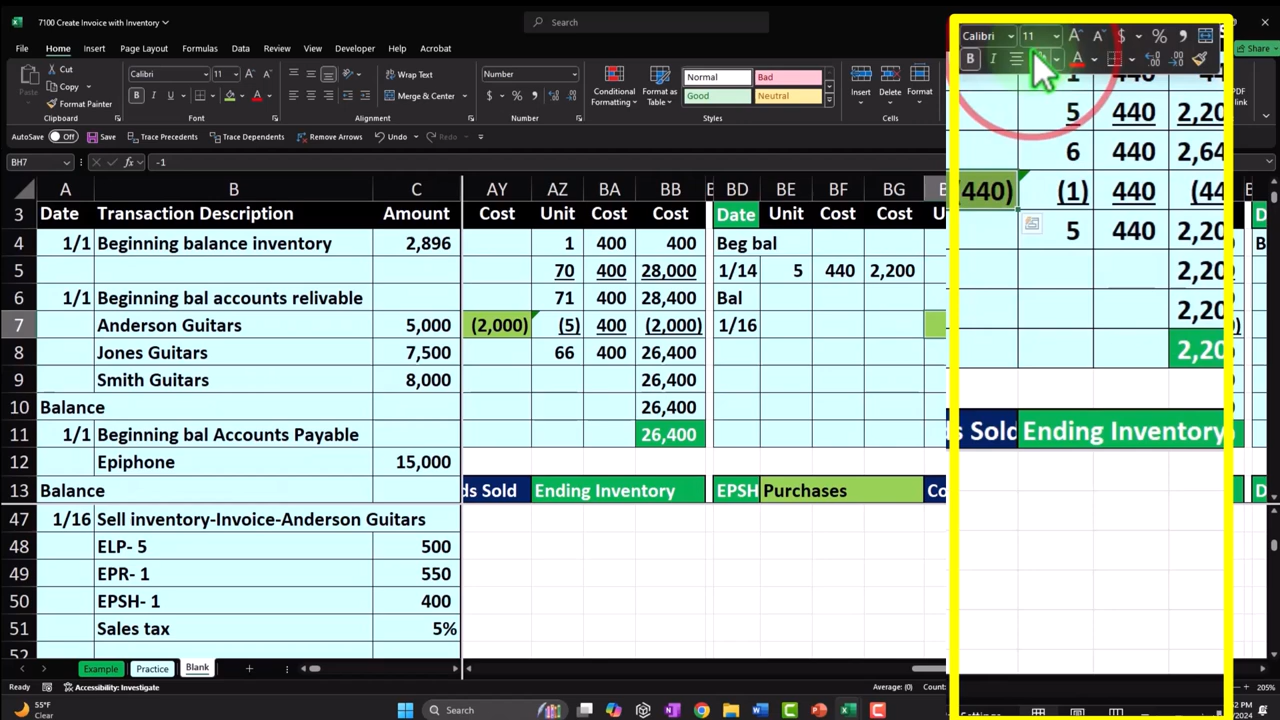 7100 Create Invoice with Inventory
Search
File Home Insert Page Layout Formulas Data Review View Developer Help Acrobat
Share
Cut
Copy
Format Painter
Clipboard
Calibri 11
B I U
Font
Merge & Center
Alignment
Number
Number
Conditional Formatting
Format as Table
Normal Bad
Good Neutral
Styles
Insert Delete Format
Cells
AutoSave Off Save Trace Precedents Trace Dependents Remove Arrows Undo Redo
BH7 fx -1
A B C AY AZ BA BB BD BE BF BG
3 Date Transaction Description Amount Cost Unit Cost Cost Date Unit Cost Cost
4 1/1 Beginning balance inventory 2,896 1 400 400 Beg bal
5 70 400 28,000 1/14 5 440 2,200
6 1/1 Beginning bal accounts relivable 71 400 28,400 Bal
7 Anderson Guitars 5,000 (2,000) (5) 400 (2,000) 1/16
8 Jones Guitars 7,500 66 400 26,400
9 Smith Guitars 8,000 26,400
10 Balance 26,400
11 1/1 Beginning bal Accounts Payable 26,400
12 Epiphone 15,000
13 Balance ds Sold Ending Inventory EPSH Purchases Co
47 1/16 Sell inventory-Invoice-Anderson Guitars
48 ELP- 5 500
49 EPR- 1 550
50 EPSH- 1 400
51 Sales tax 5%
52
Example Practice Blank
Ready Accessibility: Investigate Average: (0) Count: 205%
55°F
Clear
Search
Calibri 11 $ %
B I A
5 440 2,20
6 440 2,64
(440) (1) 440 (44
5 440 2,20
2,20
2,20
2,20
s Sold Ending Inventory